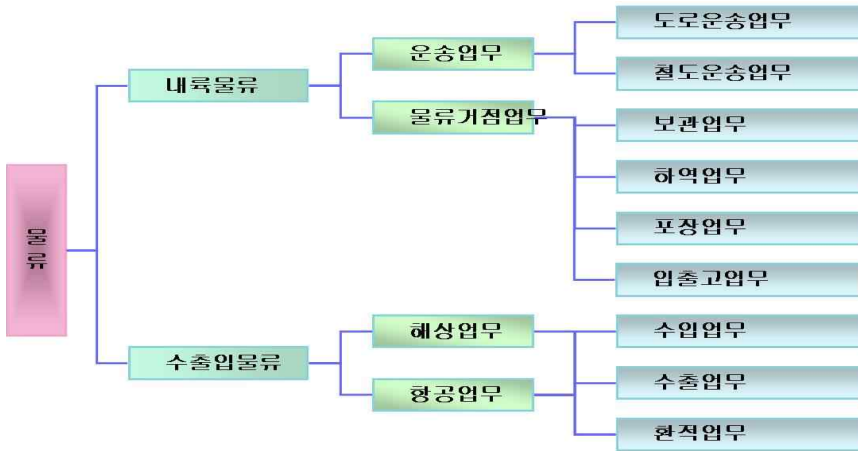 물류
내륙물류
운송업무
도로운송업무
철도운송업무
물류거점업무
보관업무
하역업무
포장업무
입출고업무
수출입물류
해상업무
항공업무
수입업무
수출업무
환적업무